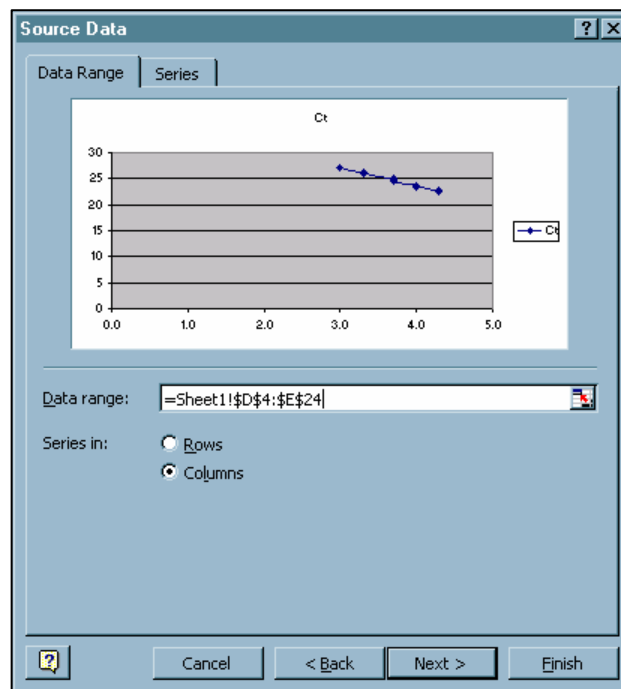 Source Data
? X
Data Range
Series
Ct
30
25
20
15
10
5
0
0.0 1.0 2.0 3.0 4.0 5.0
Ct
Data range: =Sheet1!$D$4:$E$24
Series in: Rows
Columns
? Cancel < Back Next > Finish